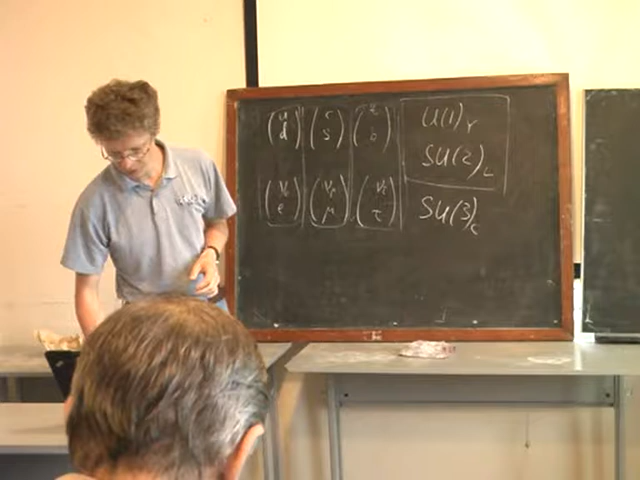 (u d) (c s) (t b) U(1)Y
SU(2)L
(νe e) (νμ μ) (ντ τ) SU(3)c